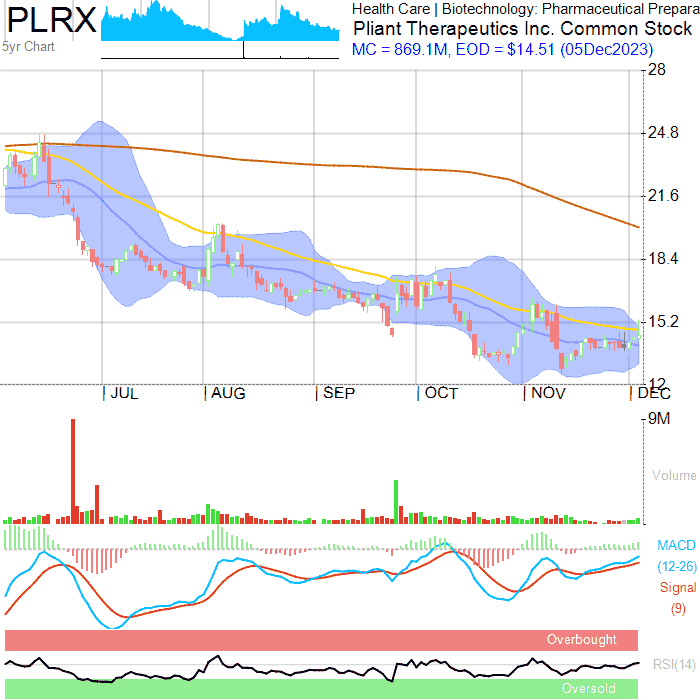 PLRX
5yr Chart
Health Care | Biotechnology: Pharmaceutical Prepara
Pliant Therapeutics Inc. Common Stock
MC = 869.1M, EOD = $14.51 (05Dec2023)
28
24.8
21.6
18.4
15.2
12
JUL AUG SEP OCT NOV DEC
9M
Volume
MACD
(12-26)
Signal
(9)
Overbought
RSI(14)
Oversold